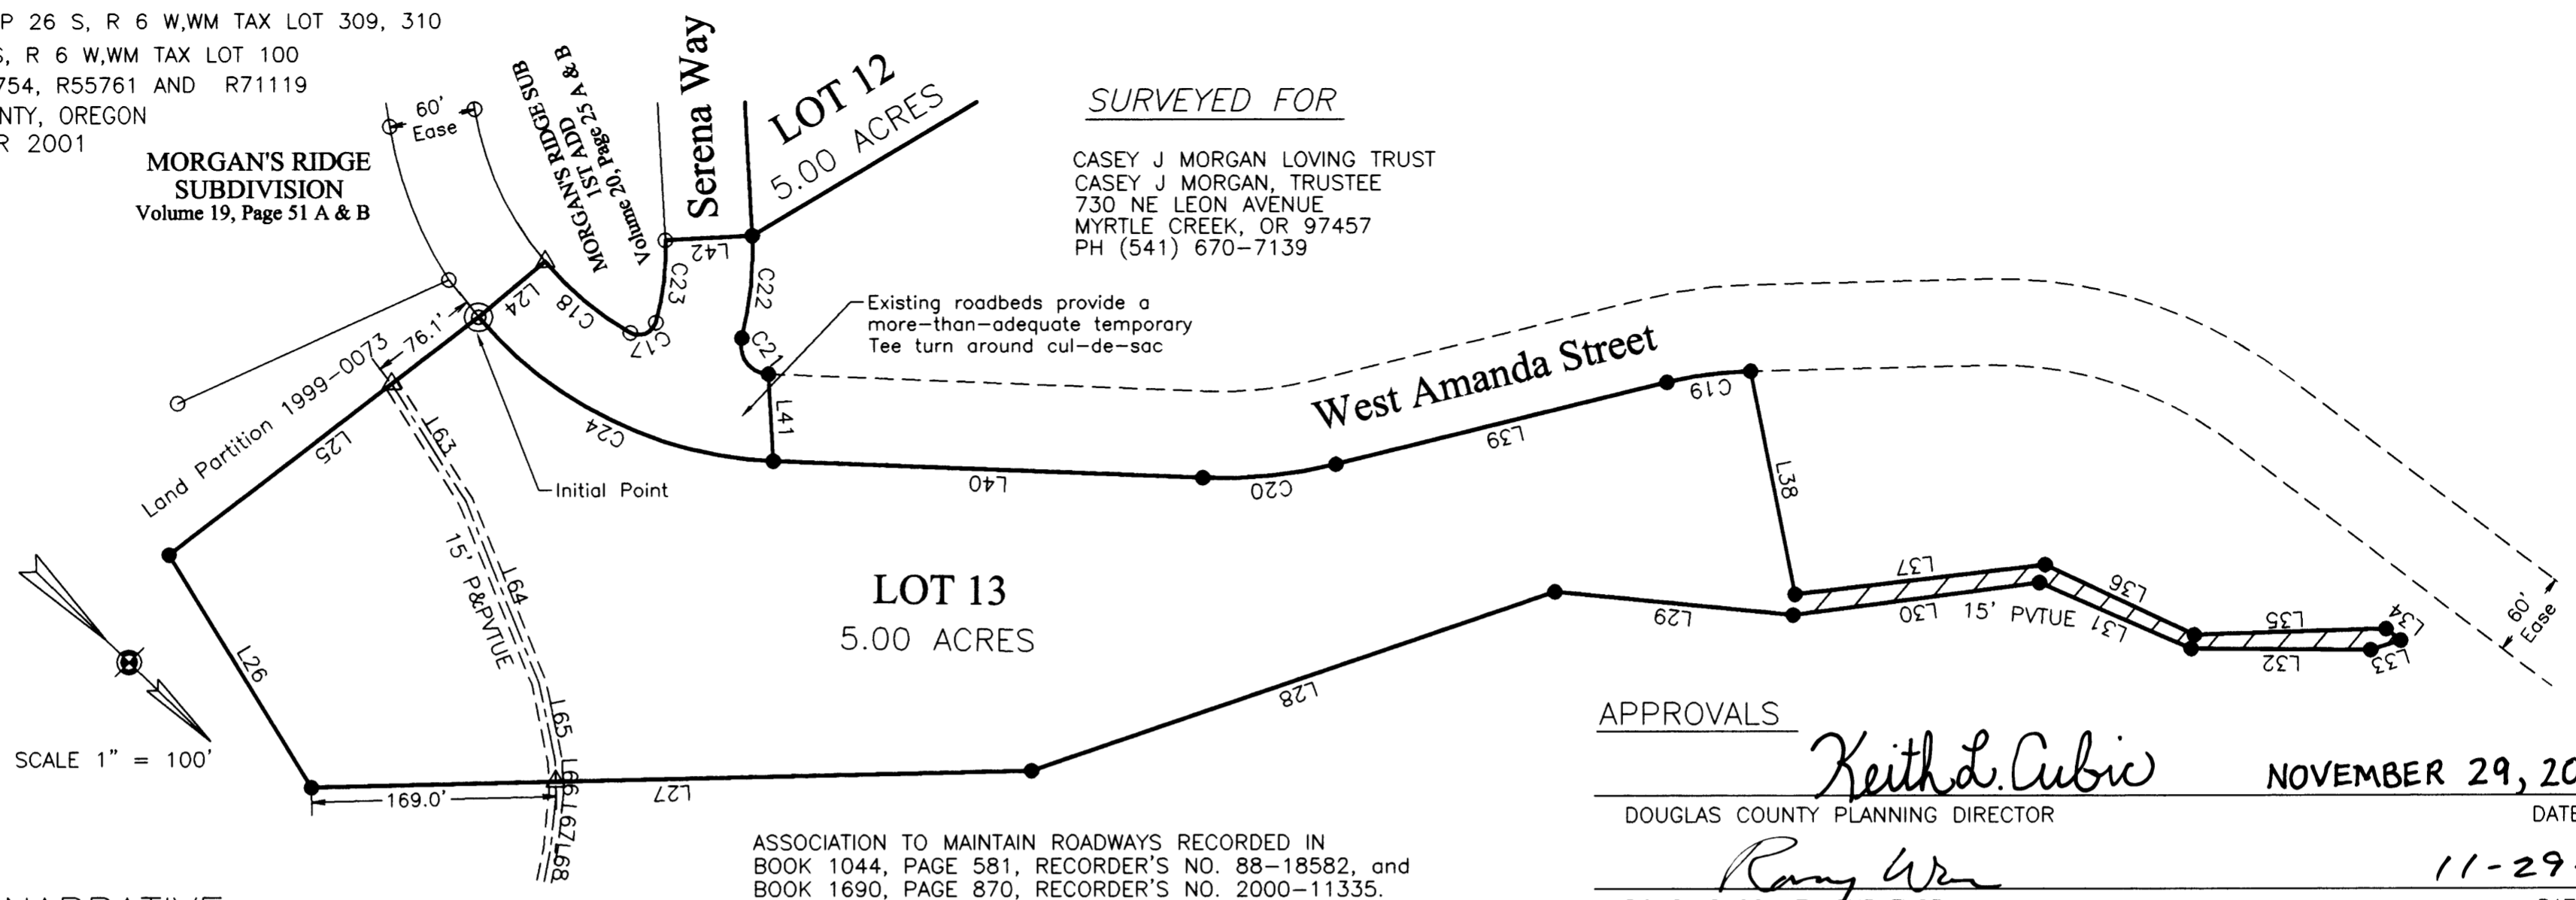 P 26 S, R 6 W,WM TAX LOT 309, 310
S, R 6 W,WM TAX LOT 100
754, R55761 AND R71119
NTY, OREGON
R 2001
MORGAN'S RIDGE
SUBDIVISION
Volume 19, Page 51 A & B
60'
Ease
MORGAN'S RIDGE SUB
1ST ADD
Volume 20, Page 25 A & B
Serena Way
LOT 12
5.00 ACRES
SURVEYED FOR
CASEY J MORGAN LOVING TRUST
CASEY J MORGAN, TRUSTEE
730 NE LEON AVENUE
MYRTLE CREEK, OR 97457
PH (541) 670-7139
L42
C23
C22
L24
C18
C17
C21
76.1'
Existing roadbeds provide a
more-than-adequate temporary
Tee turn around cul-de-sac
Land Partition 1999-0073
L25
L63
C24
L41
Initial Point
West Amanda Street
C19
L39
L40
C20
L38
15' P&PVTUE
L64
LOT 13
5.00 ACRES
L37
L36
L29
L30
15' PVTUE
L31
L35
L34
L32
L33
60'
Ease
L26
L65
L28
SCALE 1" = 100'
169.0'
L66
L27
L67
L68
APPROVALS
Keith L. Cubic
NOVEMBER 29, 20
DOUGLAS COUNTY PLANNING DIRECTOR
DATE
11-29-
ASSOCIATION TO MAINTAIN ROADWAYS RECORDED IN
BOOK 1044, PAGE 581, RECORDER'S NO. 88-18582, and
BOOK 1690, PAGE 870, RECORDER'S NO. 2000-11335.
NARRATIVE